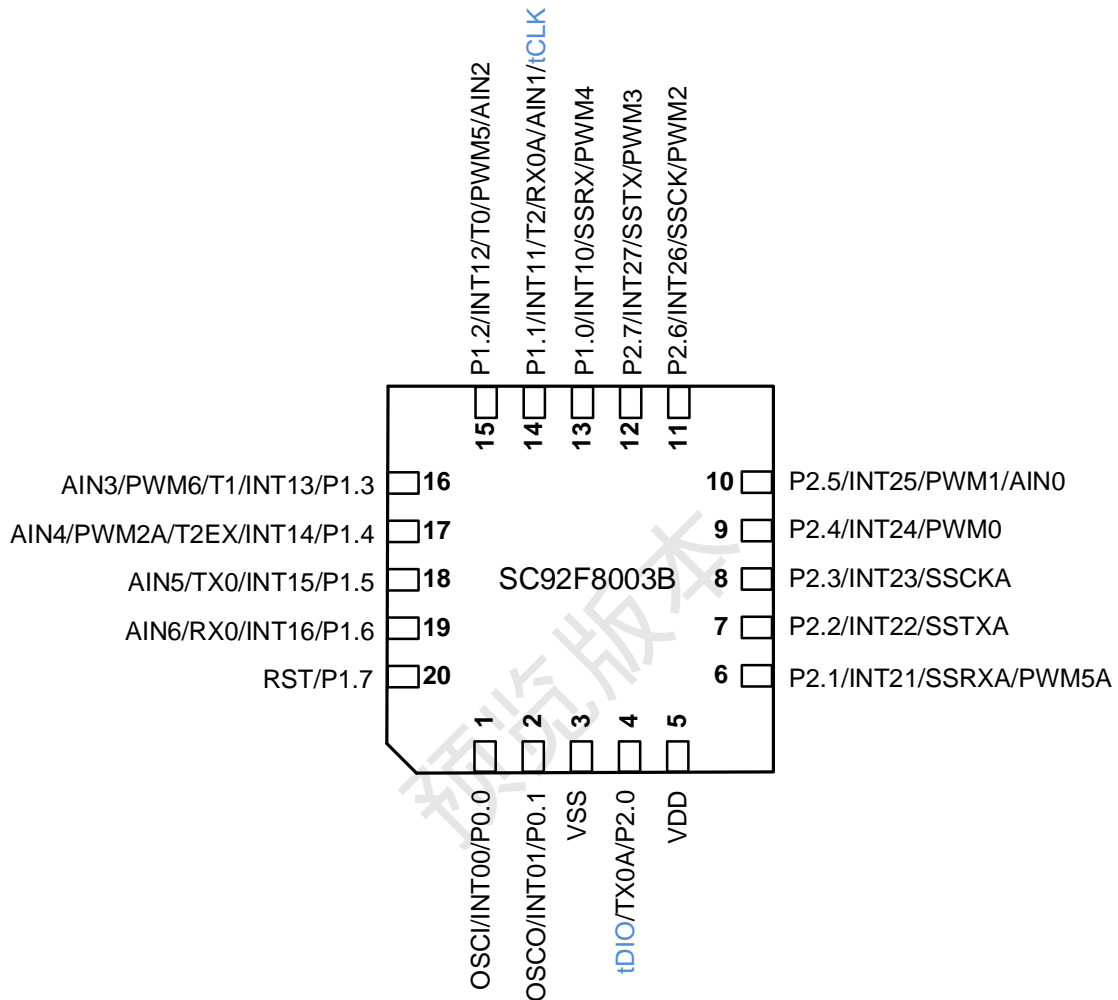 P1.2/INT12/T0/PWM5/AIN2
P1.1/INT11/T2/RX0A/AIN1/tCLK
P1.0/INT10/SSRX/PWM4
P2.7/INT27/SSTX/PWM3
P2.6/INT26/SSCK/PWM2
15
14
13
12
11
AIN3/PWM6/T1/INT13/P1.3
16
AIN4/PWM2A/T2EX/INT14/P1.4
17
AIN5/TX0/INT15/P1.5
18
AIN6/RX0/INT16/P1.6
19
RST/P1.7
20
SC92F8003B
10
P2.5/INT25/PWM1/AIN0
9
P2.4/INT24/PWM0
8
P2.3/INT23/SSCKA
7
P2.2/INT22/SSTXA
6
P2.1/INT21/SSRXA/PWM5A
1
2
3
4
5
OSCI/INT00/P0.0
OSCO/INT01/P0.1
VSS
tDIO/TX0A/P2.0
VDD
预览版本